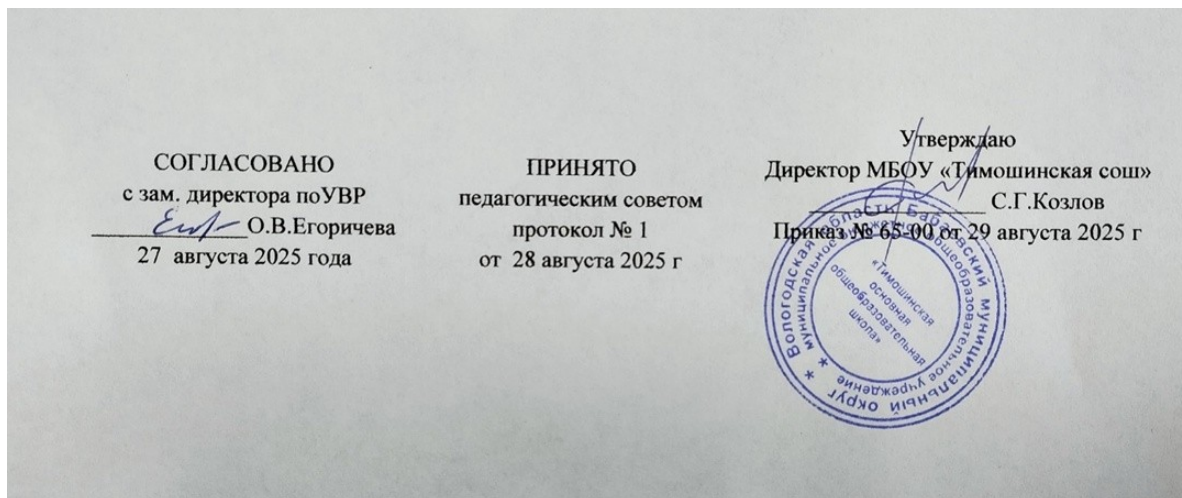 СОГЛАСОВАНО
с зам. директора поУВР
О.В.Егоричева
27 августа 2025 года
ПРИНЯТО
педагогическим советом
протокол № 1
от 28 августа 2025 г
Утверждаю
Директор МБОУ «Тимошинская сош»
С.Г.Козлов
Приказ № 65-00 от 29 августа 2025 г
Вологодская область Бабаевский муниципальный округ
муниципальное бюджетное общеобразовательное учреждение
«Тимошинская
основная
общеобразовательная
школа»